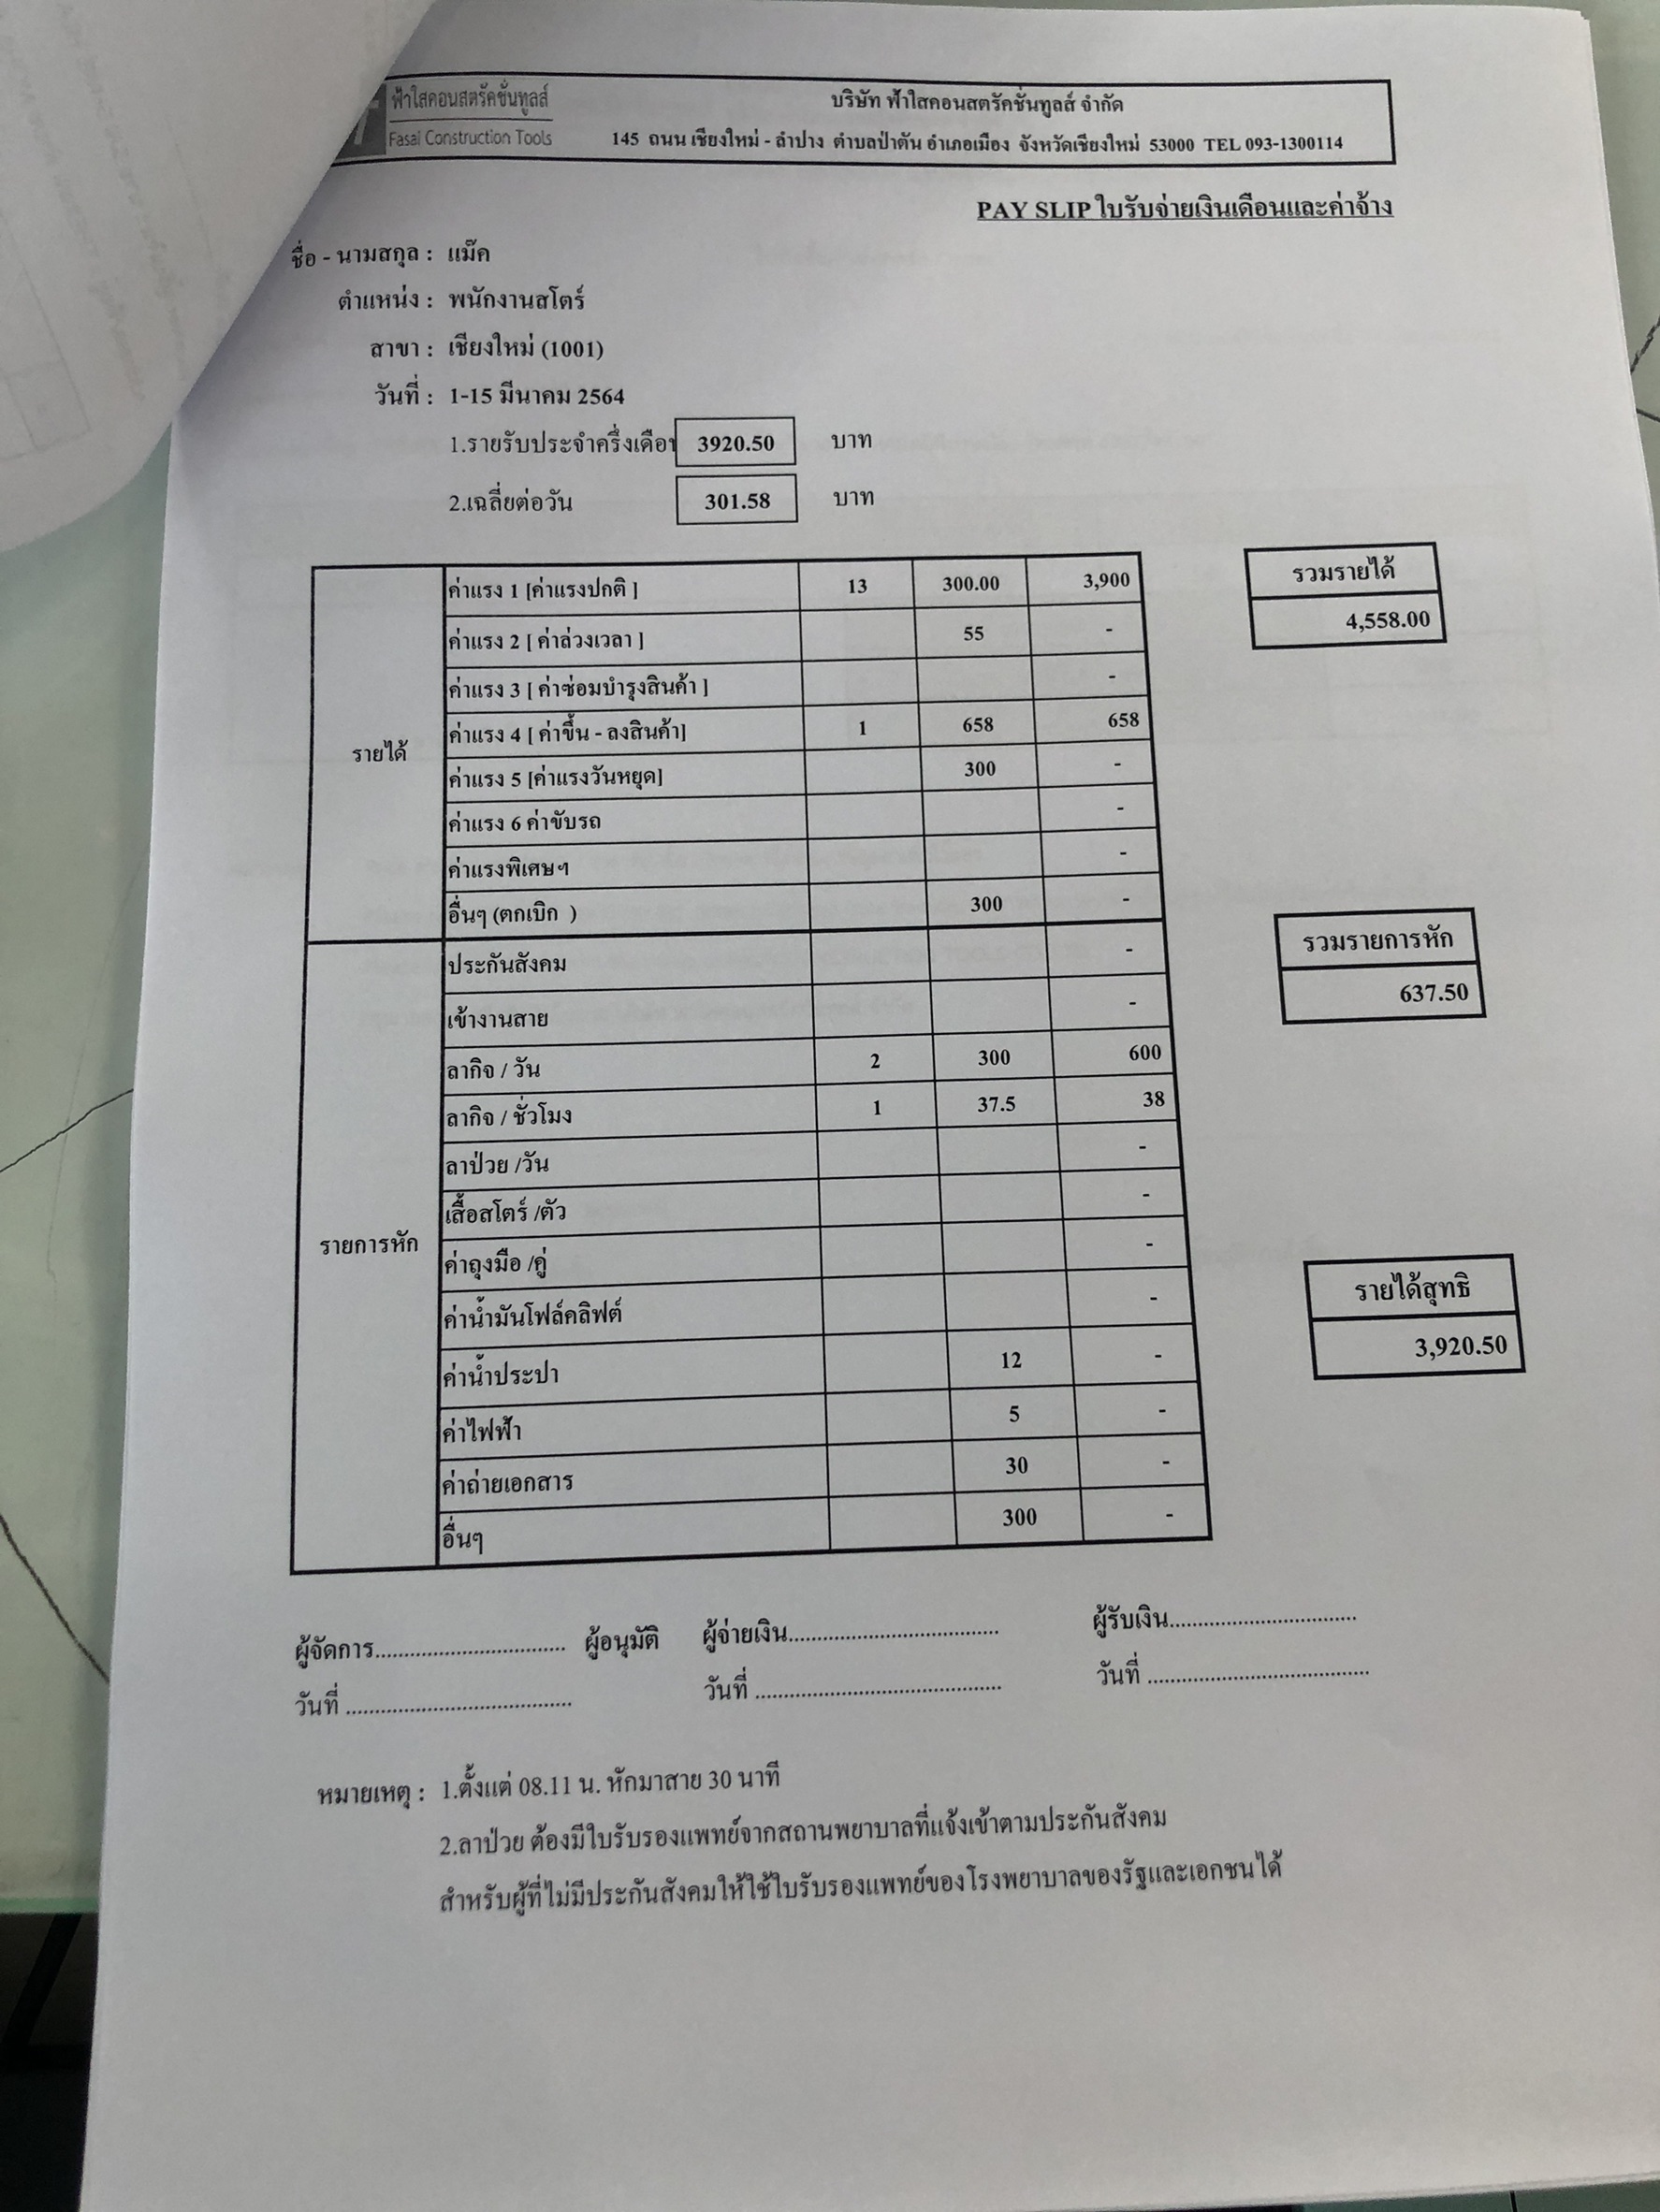 ฟ้าใสคอนสตรัคชั่นทูลส์
Fasai Construction Tools
บริษัท ฟ้าใสคอนสตรัคชั่นทูลส์ จำกัด
145 ถนน เชียงใหม่ - ลำปาง ตำบลป่าตัน อำเภอเมือง จังหวัดเชียงใหม่ 53000 TEL 093-1300114
PAY SLIP ใบรับจ่ายเงินเดือนและค่าจ้าง
ชื่อ - นามสกุล : แม๊ค
ตำแหน่ง : พนักงานสโตร์
สาขา : เชียงใหม่ (1001)
วันที่ : 1-15 มีนาคม 2564
1.รายรับประจำครึ่งเดือน 3920.50 บาท
2.เฉลี่ยต่อวัน 301.58 บาท
รายได้
ค่าแรง 1 [ค่าแรงปกติ ] 13 300.00 3,900
ค่าแรง 2 [ ค่าล่วงเวลา ] 55 -
ค่าแรง 3 [ ค่าซ่อมบำรุงสินค้า ] -
ค่าแรง 4 [ ค่าขึ้น - ลงสินค้า] 1 658 658
ค่าแรง 5 [ค่าแรงวันหยุด] 300 -
ค่าแรง 6 ค่าขับรถ -
ค่าแรงพิเศษฯ -
อื่นๆ (ตกเบิก ) 300 -
รวมรายได้
4,558.00
รายการหัก
ประกันสังคม -
เข้างานสาย -
ลากิจ / วัน 2 300 600
ลากิจ / ชั่วโมง 1 37.5 38
ลาป่วย /วัน -
เสื้อสโตร์ /ตัว -
ค่าถุงมือ /คู่ -
ค่าน้ำมันโฟล์คลิฟต์ -
ค่าน้ำประปา 12 -
ค่าไฟฟ้า 5 -
ค่าถ่ายเอกสาร 30 -
อื่นๆ 300 -
รวมรายการหัก
637.50
รายได้สุทธิ
3,920.50
ผู้จัดการ................................ ผู้อนุมัติ ผู้จ่ายเงิน.................................... ผู้รับเงิน................................
วันที่ ....................................... วันที่ .......................................... วันที่ ......................................
หมายเหตุ : 1.ตั้งแต่ 08.11 น. หักมาสาย 30 นาที
2.ลาป่วย ต้องมีใบรับรองแพทย์จากสถานพยาบาลที่แจ้งเข้าตามประกันสังคม
สำหรับผู้ที่ไม่มีประกันสังคมให้ใช้ใบรับรองแพทย์ของโรงพยาบาลของรัฐและเอกชนได้